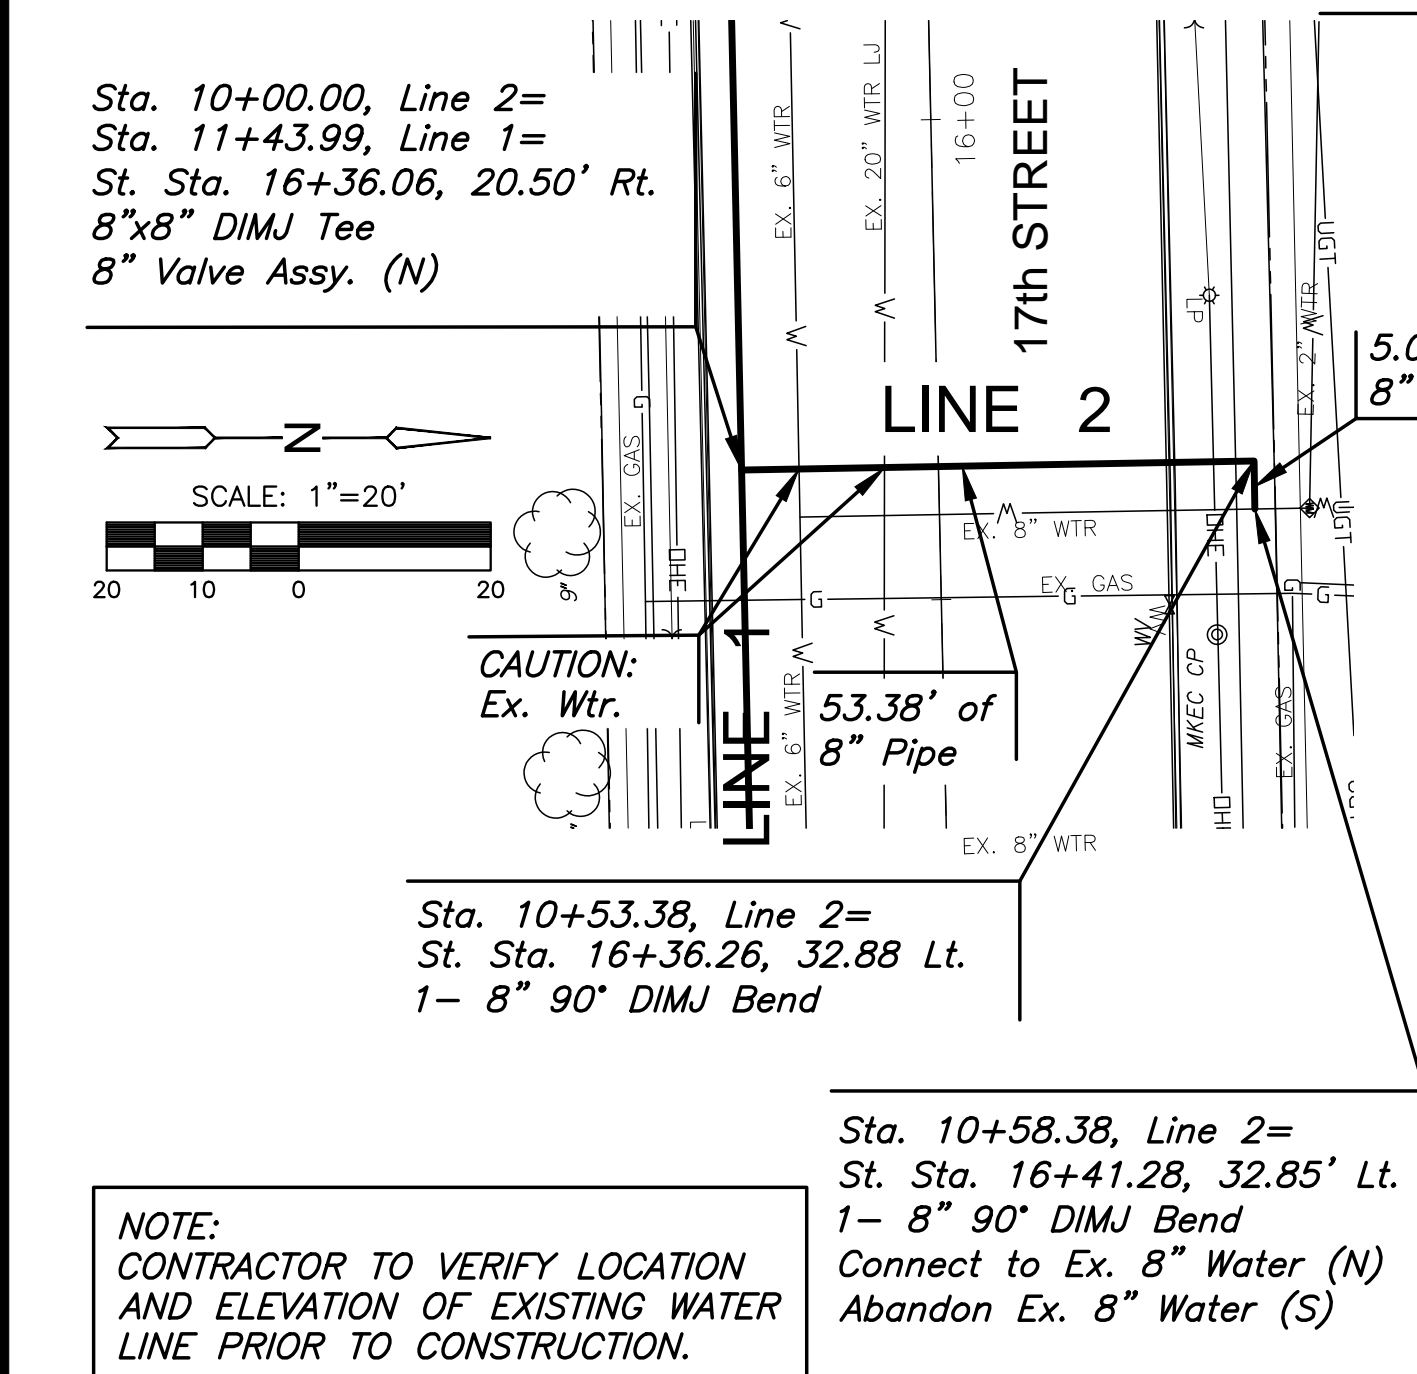 Sta. 10+00.00, Line 2=
Sta. 11+43.99, Line 1=
St. Sta. 16+36.06, 20.50' Rt.
8"x8" DIMJ Tee
8" Valve Assy. (N)
EX. 6" WTR
EX. 20" WTR LJ
16+00
17th STREET
LP
UGT
EX. 2" WTR
W
W
W
5.0
8"
LINE 2
N
SCALE: 1"=20'
20 10 0 20
G
EX. GAS
OHE
9"
W
EX. 8" WTR
OHE
W
UGT
EX. GAS
G
G
G
G
CAUTION:
Ex. Wtr.
LINE 1
W
W
EX. 6" WTR
53.38' of
8" Pipe
W
MKEC CP
EX. GAS
OH
EX. 8" WTR
Sta. 10+53.38, Line 2=
St. Sta. 16+36.26, 32.88 Lt.
1- 8" 90° DIMJ Bend
Sta. 10+58.38, Line 2=
St. Sta. 16+41.28, 32.85' Lt.
1- 8" 90° DIMJ Bend
Connect to Ex. 8" Water (N)
Abandon Ex. 8" Water (S)
NOTE:
CONTRACTOR TO VERIFY LOCATION
AND ELEVATION OF EXISTING WATER
LINE PRIOR TO CONSTRUCTION.